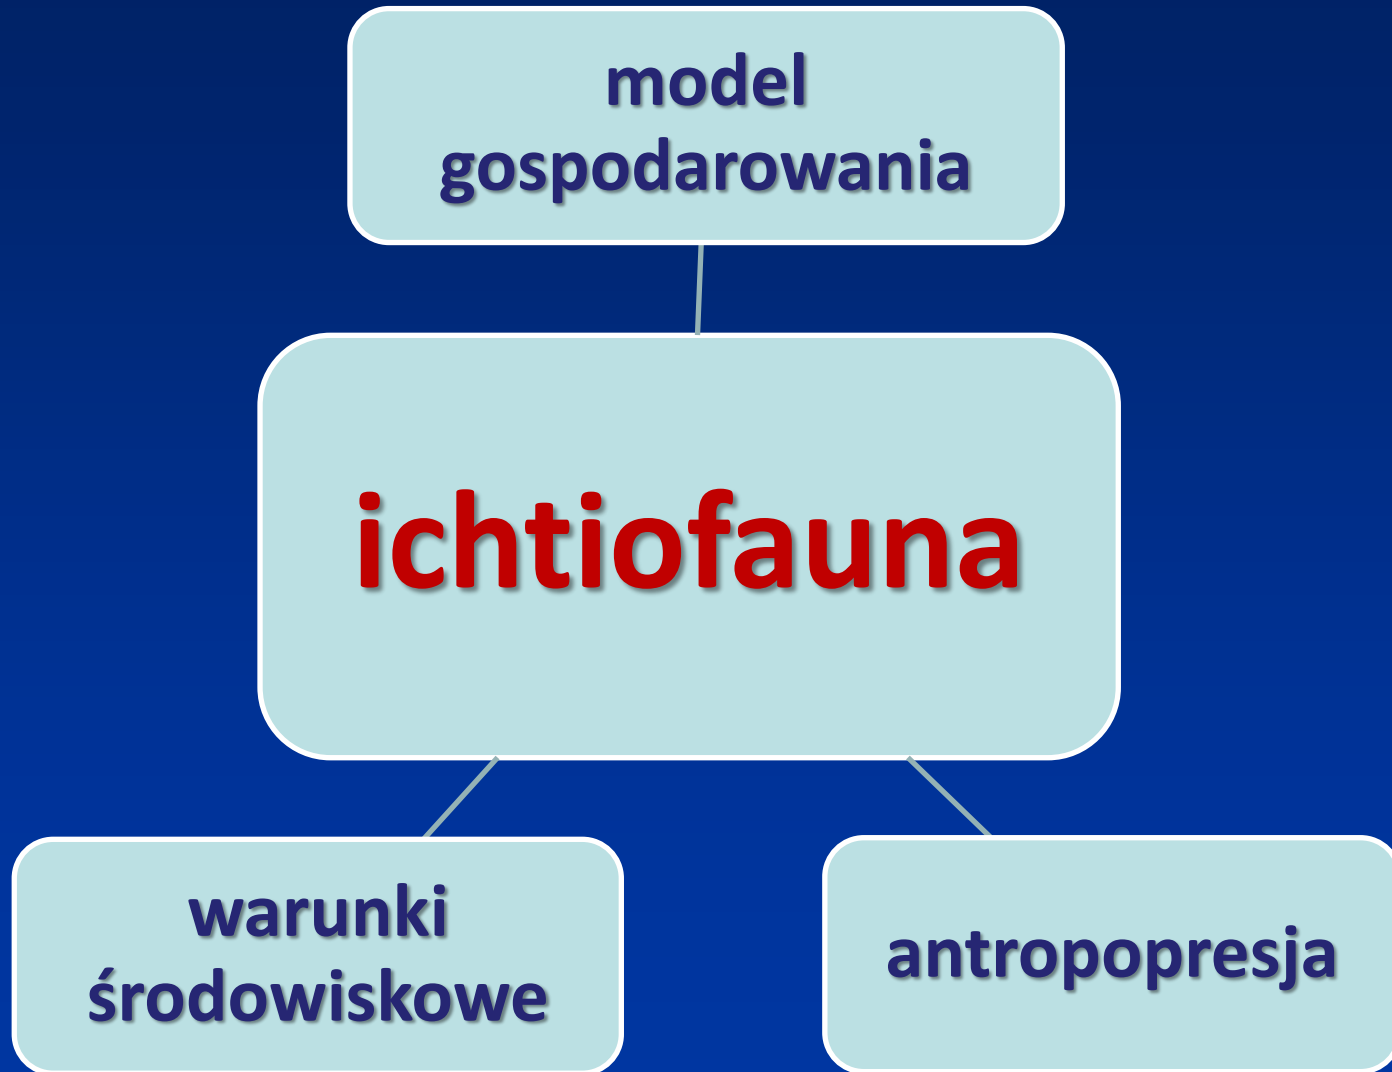 model
gospodarowania
ichtiofauna
warunki
środowiskowe
antropopresja